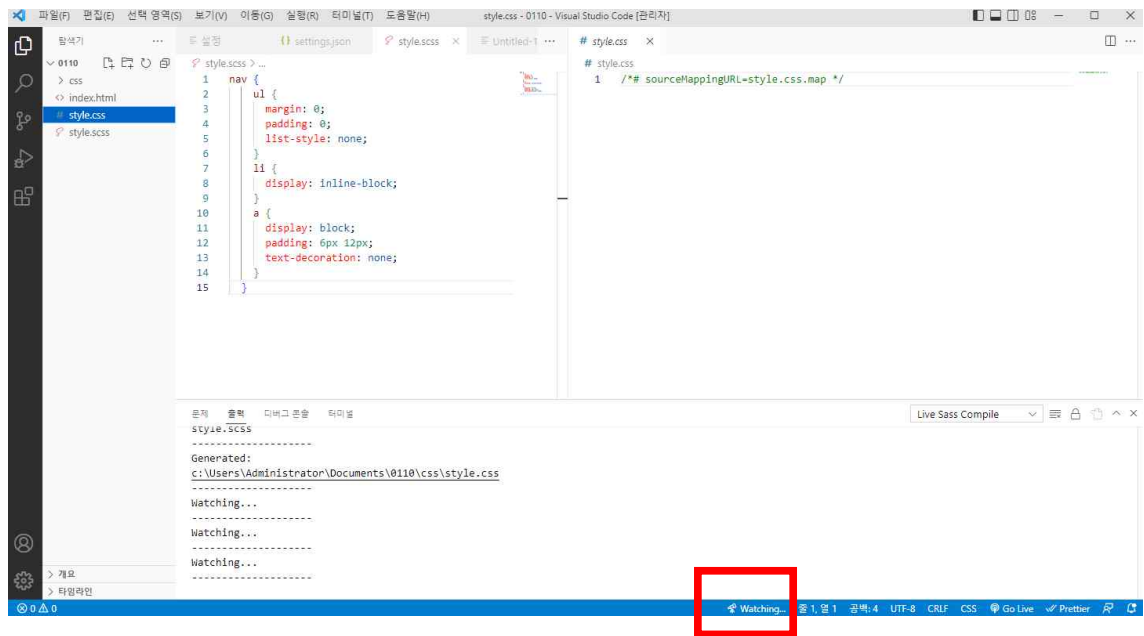 파일(F) 편집(E) 선택 영역(S) 보기(V) 이동(G) 실행(R) 터미널(T) 도움말(H) style.css - 0110 - Visual Studio Code [관리자]
탐색기 ...
0110
css
index.html
style.css
style.scss
설정 settings.json style.scss Untitled-1 ...
style.scss > ...
1 nav {
2 ul {
3 margin: 0;
4 padding: 0;
5 list-style: none;
6 }
7 li {
8 display: inline-block;
9 }
10 a {
11 display: block;
12 padding: 6px 12px;
13 text-decoration: none;
14 }
15 }
# style.css
# style.css
1 /*# sourceMappingURL=style.css.map */
문제 출력 디버그 콘솔 터미널 Live Sass Compile
style.scss
--------------------
Generated:
c:\Users\Administrator\Documents\0110\css\style.css
--------------------
Watching...
--------------------
Watching...
--------------------
Watching...
--------------------
개요
타임라인
0 0 Watching... 줄 1, 열 1 공백: 4 UTF-8 CRLF CSS Go Live Prettier